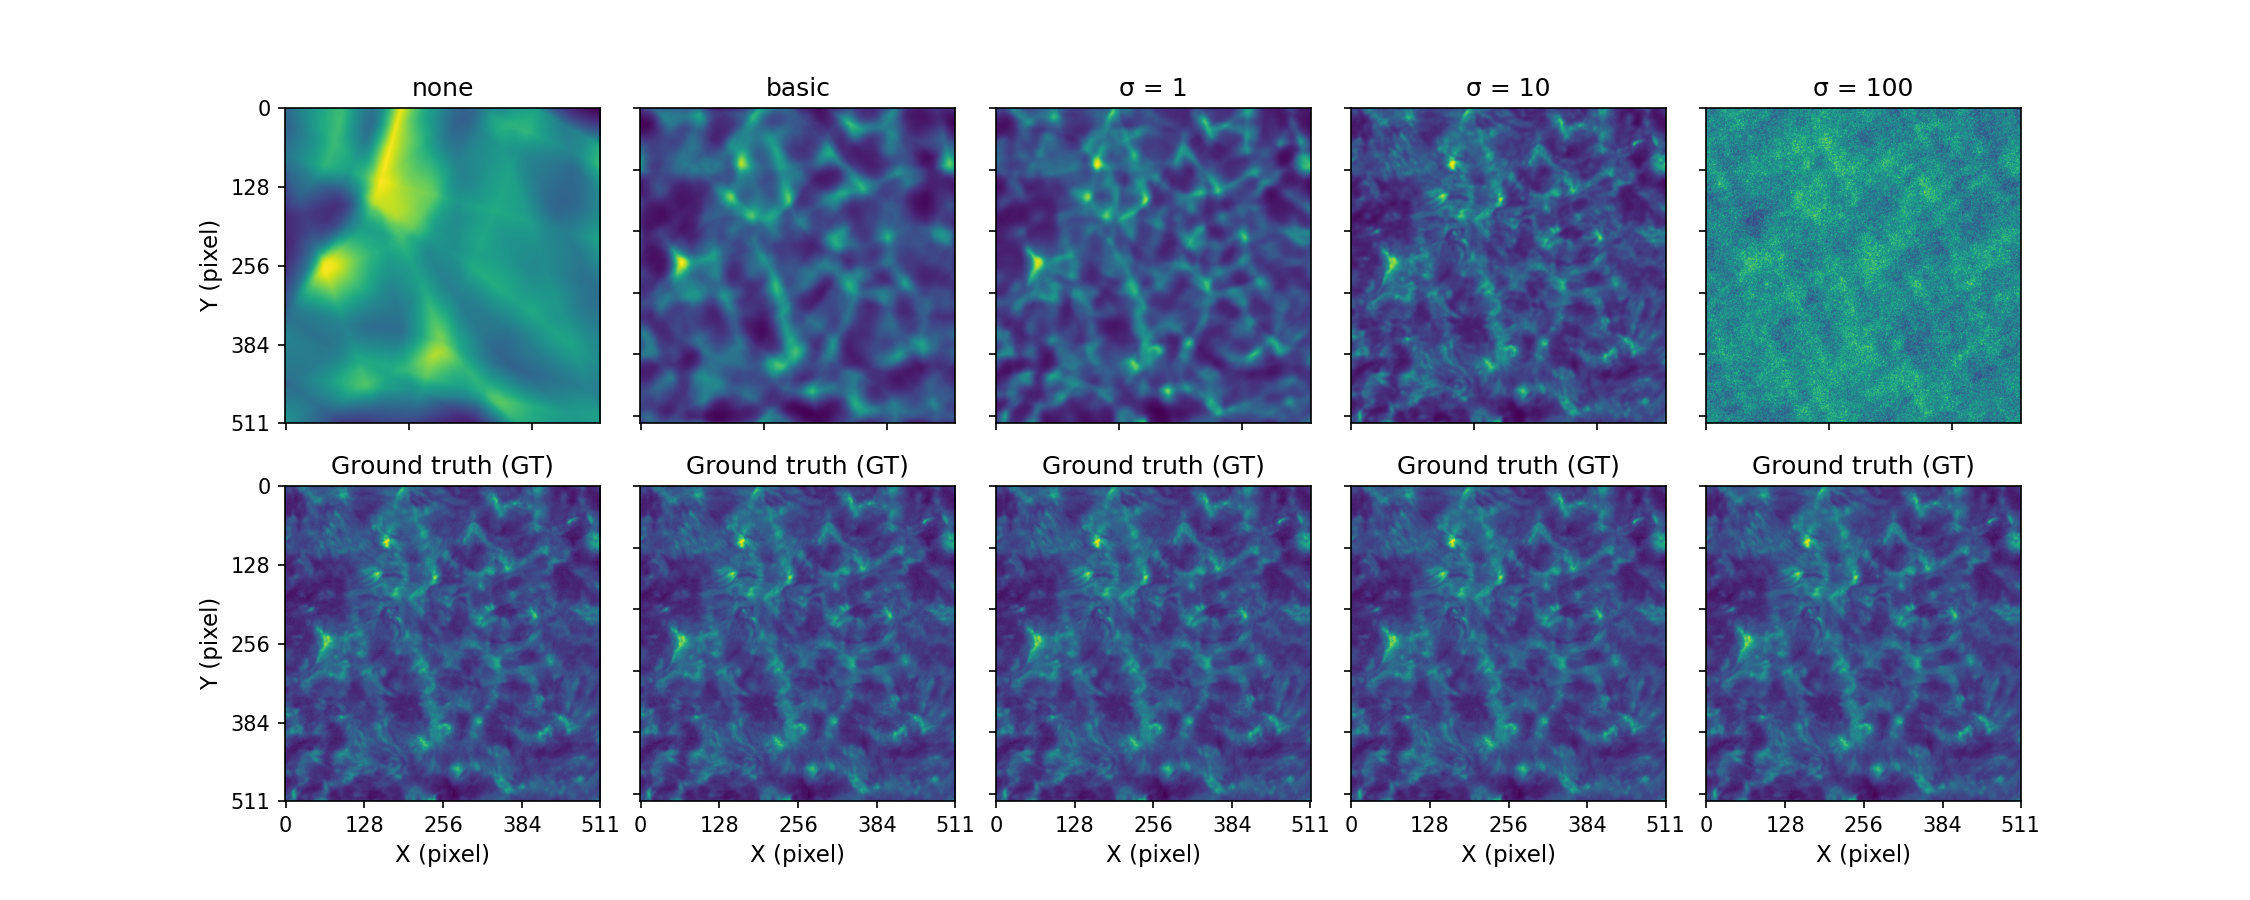 none basic σ = 1 σ = 10 σ = 100
0
128
256
384
511
Y (pixel)
Ground truth (GT) Ground truth (GT) Ground truth (GT) Ground truth (GT) Ground truth (GT)
0
128
256
384
511
Y (pixel)
0 128 256 384 511 0 128 256 384 511 0 128 256 384 511 0 128 256 384 511 0 128 256 384 511
X (pixel) X (pixel) X (pixel) X (pixel) X (pixel)